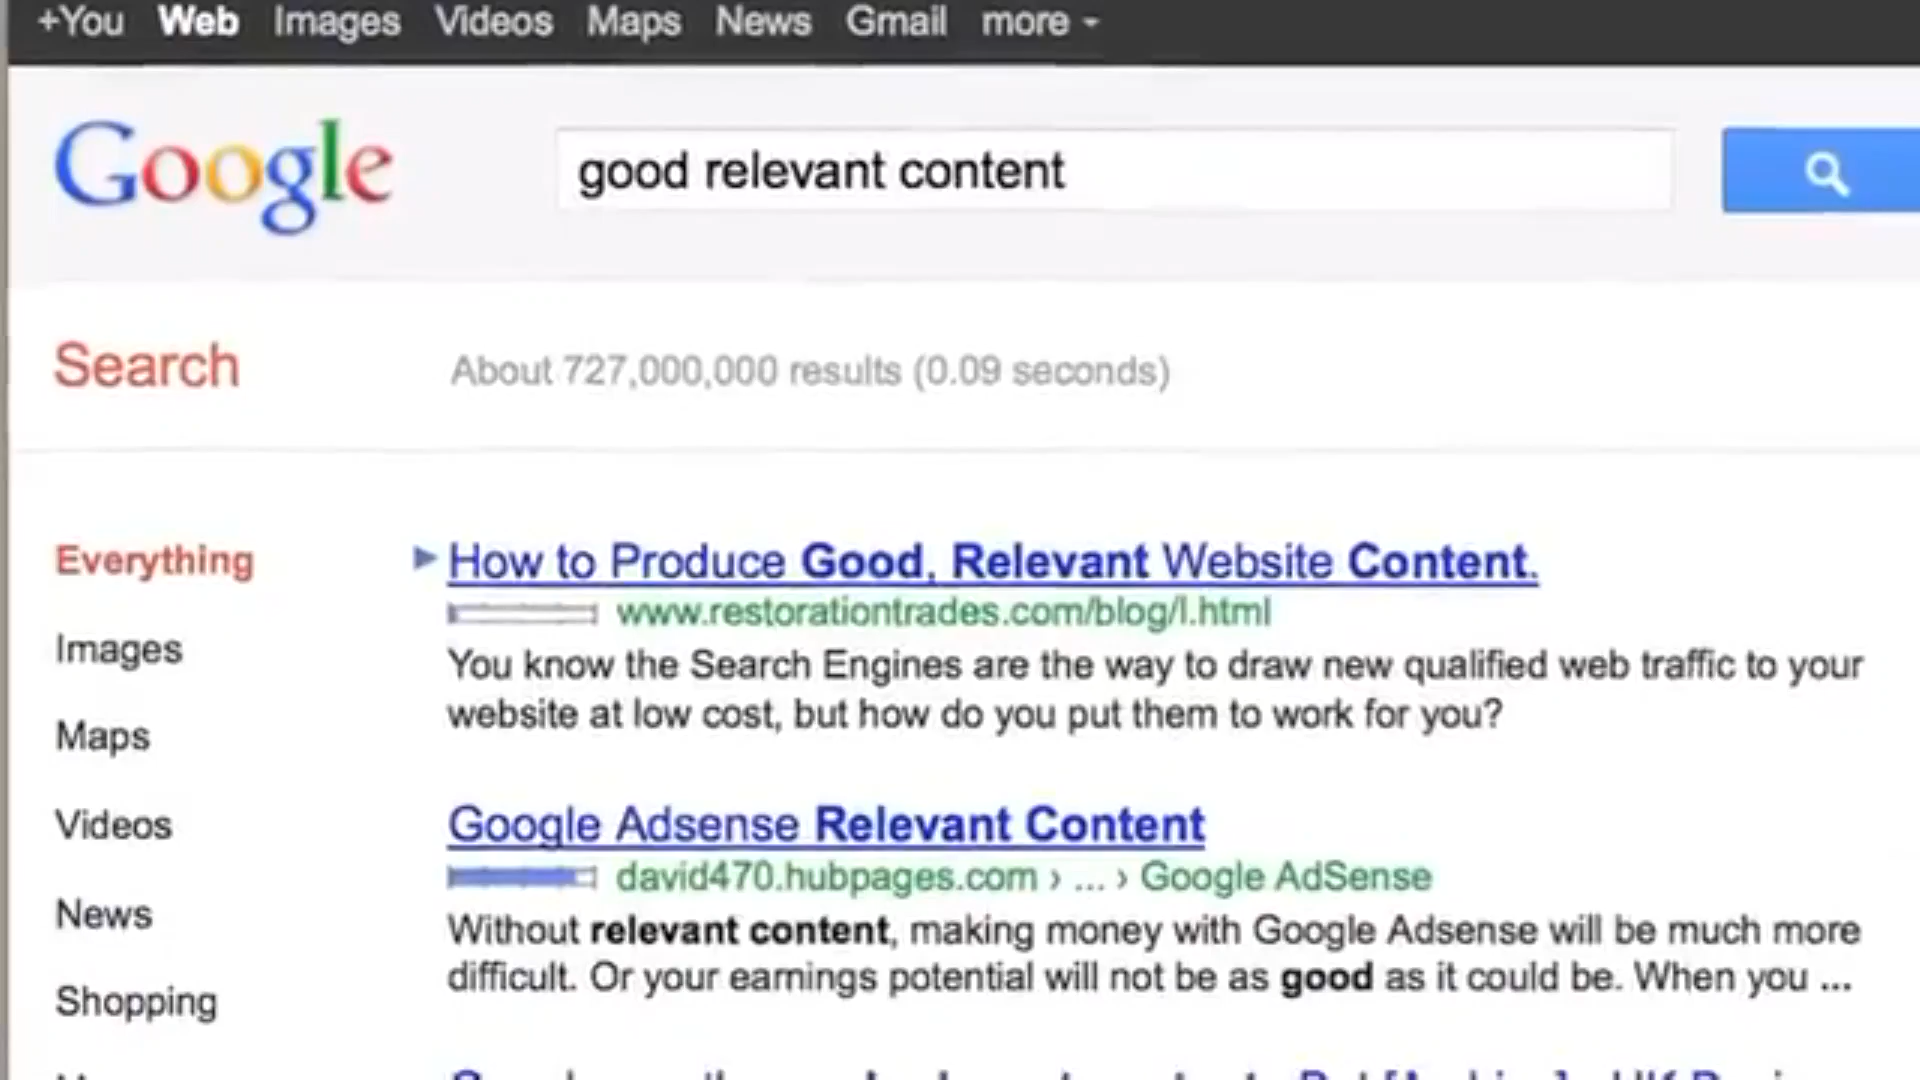 +You Web Images Videos Maps News Gmail more
Google
good relevant content
Search
About 727,000,000 results (0.09 seconds)
Everything
How to Produce Good, Relevant Website Content.
www.restorationtrades.com/blog/l.html
Images
You know the Search Engines are the way to draw new qualified web traffic to your
website at low cost, but how do you put them to work for you?
Maps
Videos
Google Adsense Relevant Content
david470.hubpages.com › ... › Google AdSense
News
Without relevant content, making money with Google Adsense will be much more
difficult. Or your earnings potential will not be as good as it could be. When you ...
Shopping